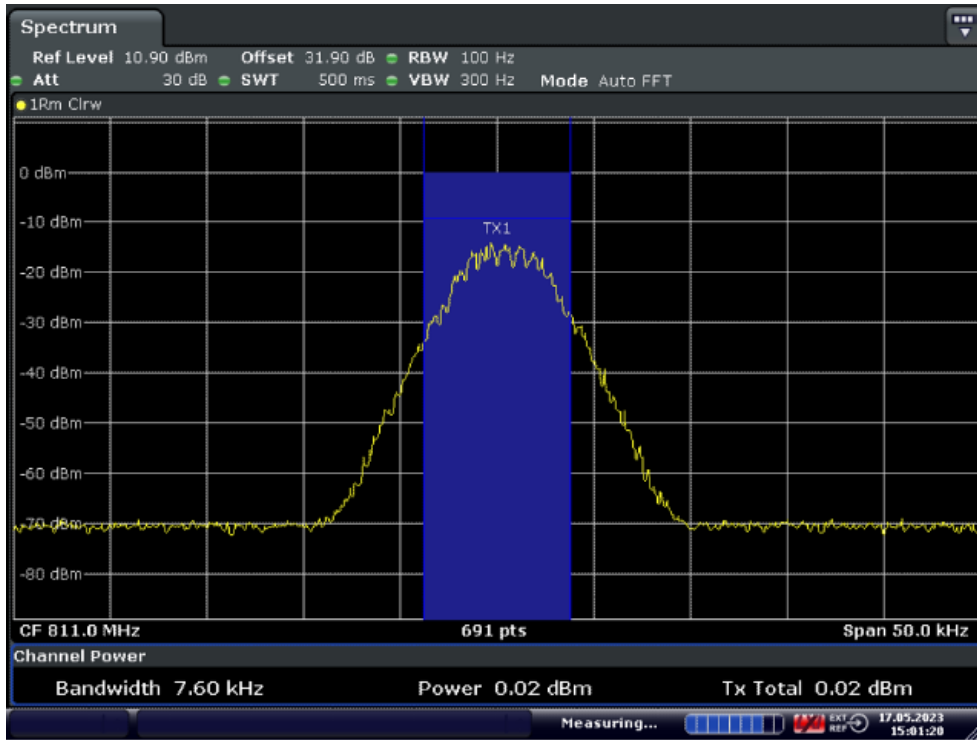 Spectrum
Ref Level 10.90 dBm Offset 31.90 dB RBW 100 Hz
Att 30 dB SWT 500 ms VBW 300 Hz Mode Auto FFT
1Rm Clrw
0 dBm
-10 dBm
TX1
-20 dBm
-30 dBm
-40 dBm
-50 dBm
-60 dBm
-70 dBm
-80 dBm
CF 811.0 MHz 691 pts Span 50.0 kHz
Channel Power
Bandwidth 7.60 kHz Power 0.02 dBm Tx Total 0.02 dBm
Measuring... EXT REF 17.05.2023 15:01:20